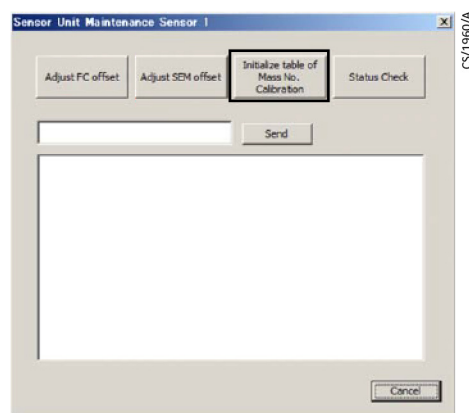 Sensor Unit Maintenance Sensor 1
Adjust FC offset
Adjust SEM offset
Initialize table of
Mass No.
Calibration
Status Check
Send
Cancel
CS/1960/A